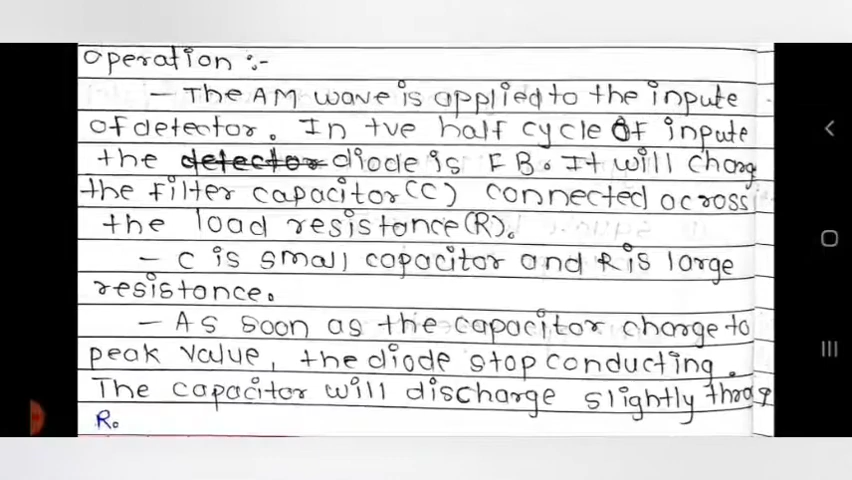 operation :-
- The AM wave is applied to the inpute
of detector. In +ve half cycle Of inpute
the detector diode is F B. It will charg
the filter capacitor (C) connected across
the load resistance (R).
- C is small capacitor and R is large
resistance.
- As soon as the capacitor charge to
peak value, the diode stop conducting.
The capacitor will discharge slightly throg
R.